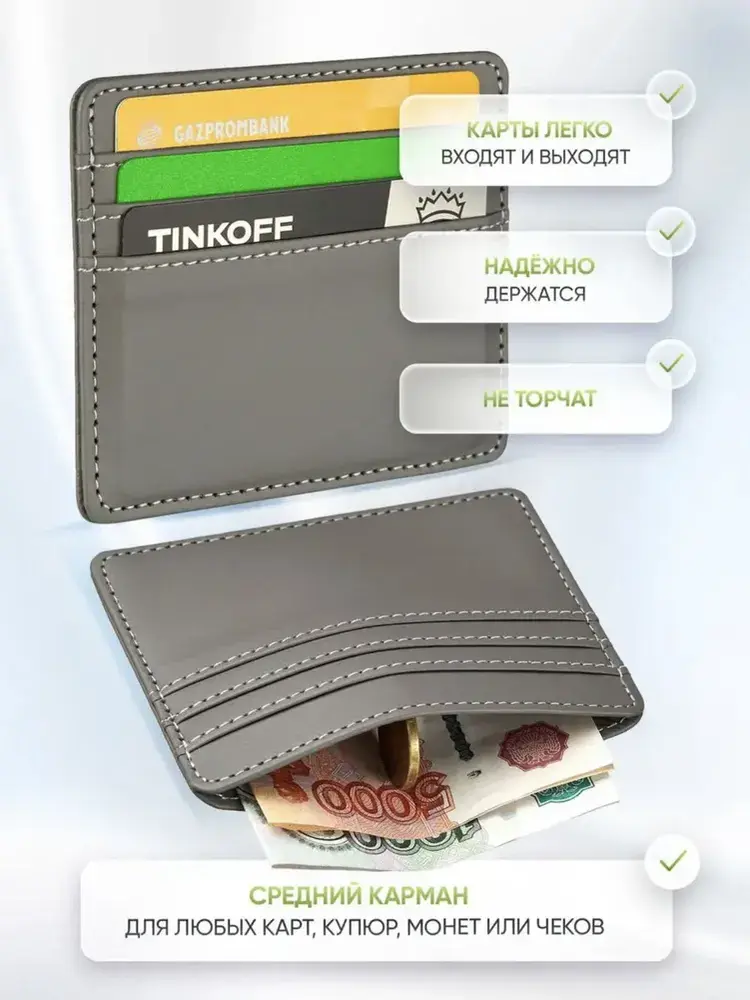 GAZPROMBANK
КАРТЫ ЛЕГКО
ВХОДЯТ И ВЫХОДЯТ
TINKOFF
НАДЁЖНО
ДЕРЖАТСЯ
НЕ ТОРЧАТ
5000
1000
СРЕДНИЙ КАРМАН
ДЛЯ ЛЮБЫХ КАРТ, КУПЮР, МОНЕТ ИЛИ ЧЕКОВ